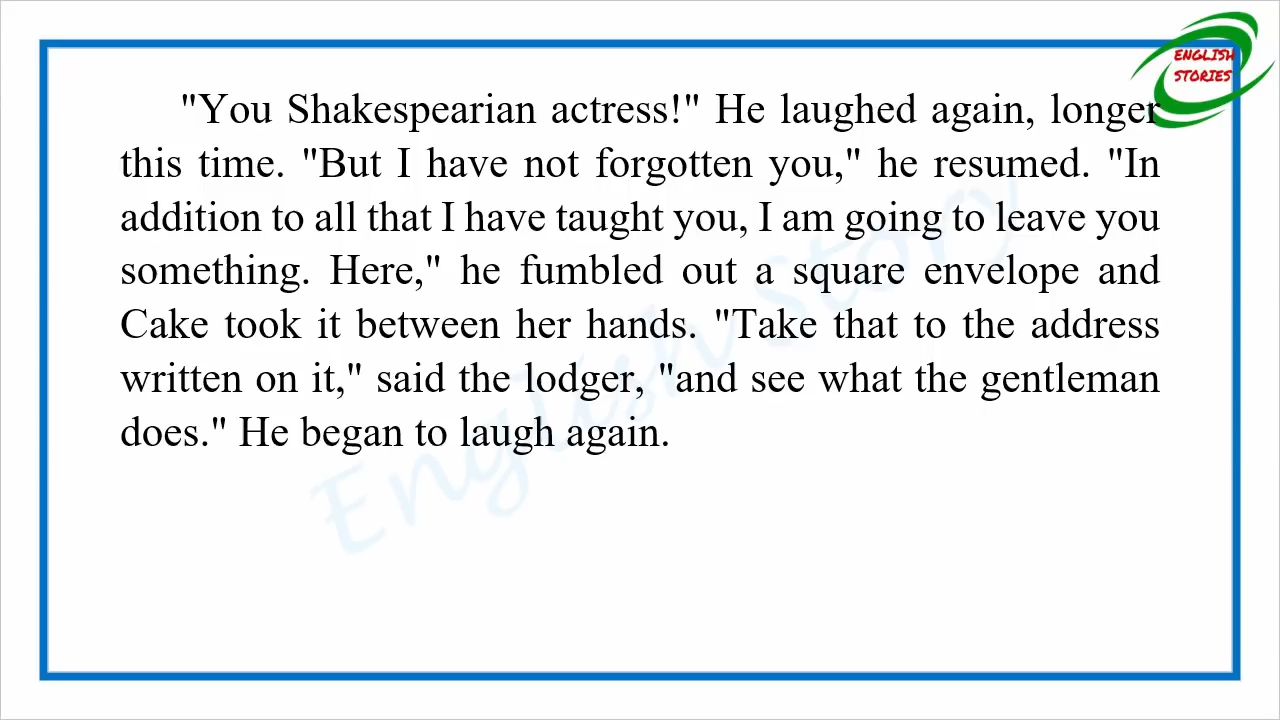 ENGLISH
STORIES
"You Shakespearian actress!" He laughed again, longer
this time. "But I have not forgotten you," he resumed. "In
addition to all that I have taught you, I am going to leave you
something. Here," he fumbled out a square envelope and
Cake took it between her hands. "Take that to the address
written on it," said the lodger, "and see what the gentleman
does." He began to laugh again.
English Story